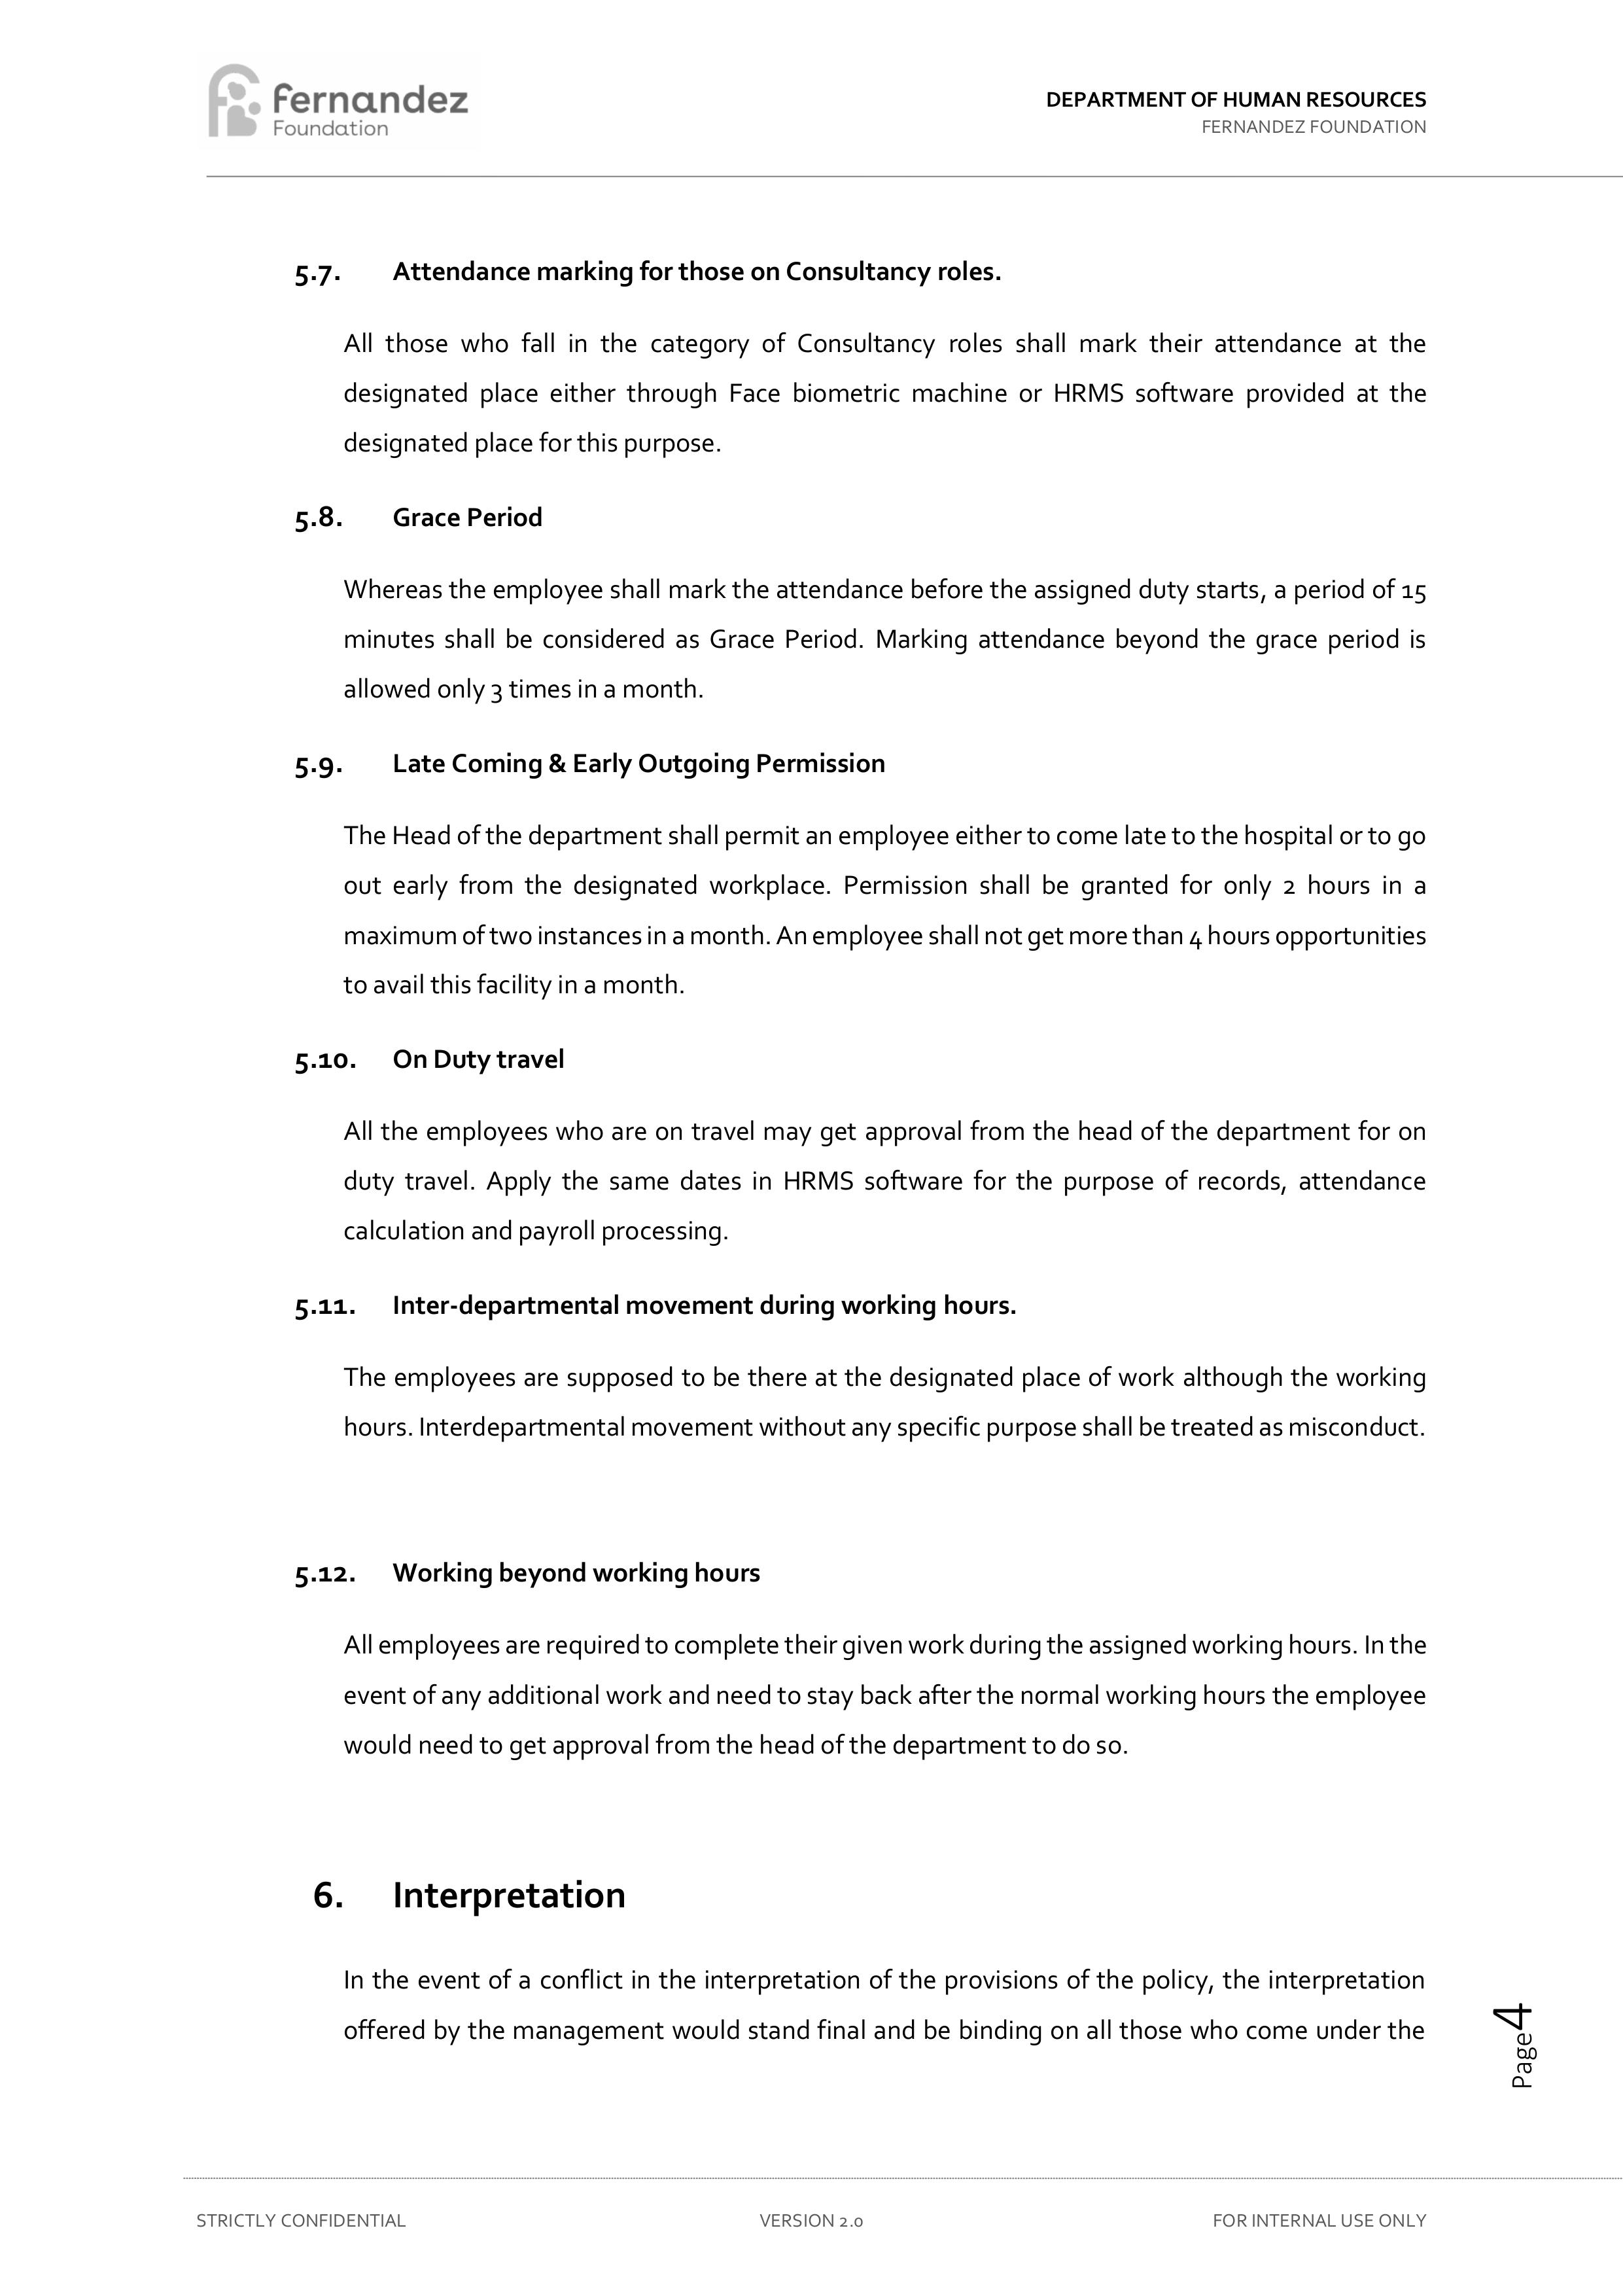 fernandez
Foundation
DEPARTMENT OF HUMAN RESOURCES
FERNANDEZ FOUNDATION
5.7. Attendance marking for those on Consultancy roles.
All those who fall in the category of Consultancy roles shall mark their attendance at the
designated place either through Face biometric machine or HRMS software provided at the
designated place for this purpose.
5.8. Grace Period
Whereas the employee shall mark the attendance before the assigned duty starts, a period of 15
minutes shall be considered as Grace Period. Marking attendance beyond the grace period is
allowed only 3 times in a month.
5.9. Late Coming & Early Outgoing Permission
The Head of the department shall permit an employee either to come late to the hospital or to go
out early from the designated workplace. Permission shall be granted for only 2 hours in a
maximum of two instances in a month. An employee shall not get more than 4 hours opportunities
to avail this facility in a month.
5.10. On Duty travel
All the employees who are on travel may get approval from the head of the department for on
duty travel. Apply the same dates in HRMS software for the purpose of records, attendance
calculation and payroll processing.
5.11. Inter-departmental movement during working hours.
The employees are supposed to be there at the designated place of work although the working
hours. Interdepartmental movement without any specific purpose shall be treated as misconduct.
5.12. Working beyond working hours
All employees are required to complete their given work during the assigned working hours. In the
event of any additional work and need to stay back after the normal working hours the employee
would need to get approval from the head of the department to do so.
6. Interpretation
In the event of a conflict in the interpretation of the provisions of the policy, the interpretation
offered by the management would stand final and be binding on all those who come under the
Page 4
STRICTLY CONFIDENTIAL
VERSION 2.0
FOR INTERNAL USE ONLY